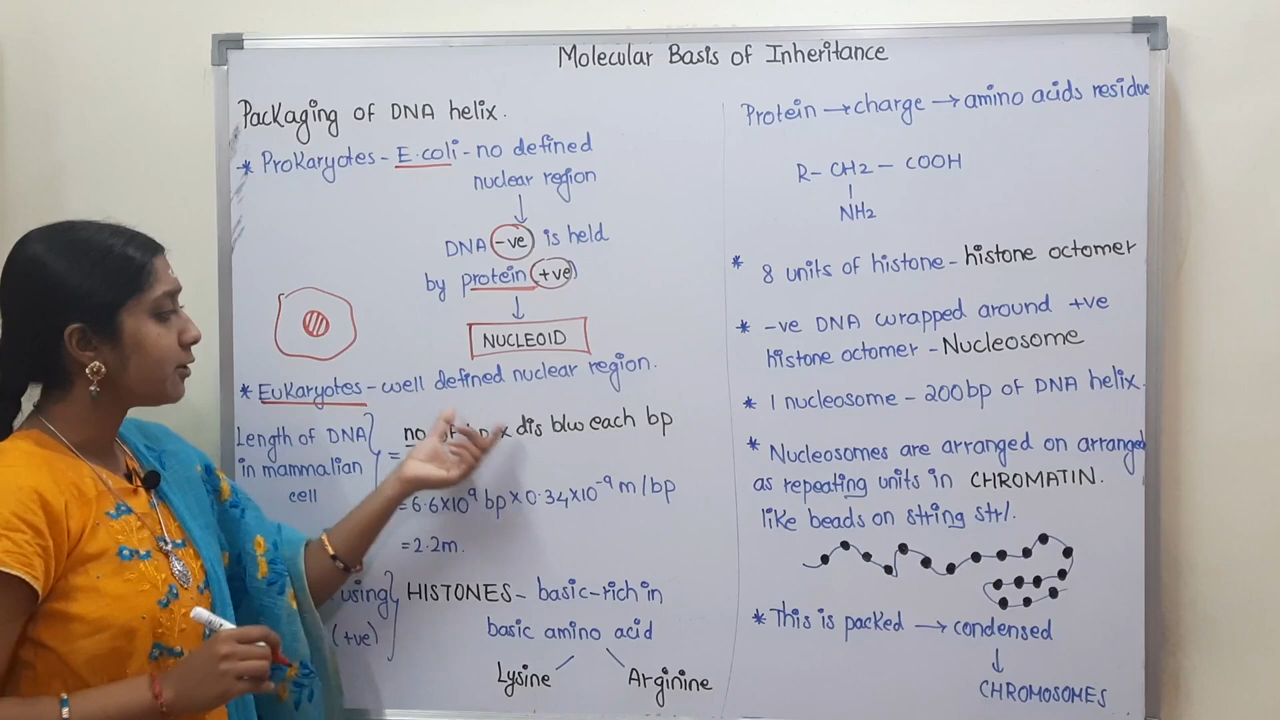 Molecular Basis of Inheritance
Packaging of DNA helix.
* Prokaryotes - E.coli - no defined
nuclear region
↓
DNA -ve is held
by protein +ve
↓
NUCLEOID
* Eukaryotes - well defined nuclear region.
Length of DNA
in mammalian
cell
= no x dis b/w each bp
= 6.6x10⁹ bp x 0.34x10⁻⁹ m/bp
= 2.2m.
using
(+ve)
HISTONES - basic-rich in
basic amino acid
Lysine Arginine
Protein → charge → amino acids residue
R- CH2 - COOH
|
NH2
* 8 units of histone - histone octomer
* -ve DNA wrapped around +ve
histone octomer - Nucleosome
* 1 nucleosome - 200bp of DNA helix.
* Nucleosomes are arranged on arranged
as repeating units in CHROMATIN.
like beads on string str/.
* This is packed → condensed
↓
CHROMOSOMES